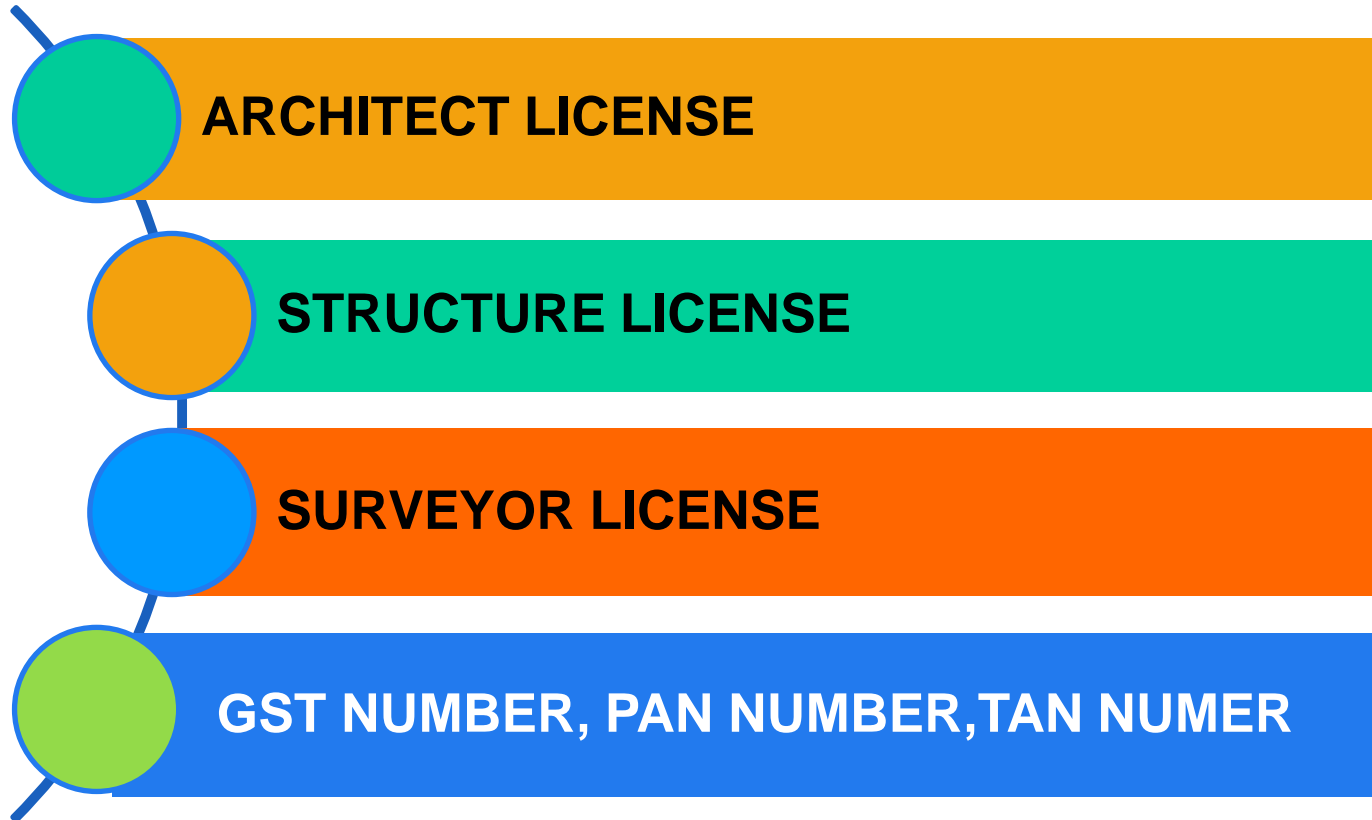 ARCHITECT LICENSE
STRUCTURE LICENSE
SURVEYOR LICENSE
GST NUMBER, PAN NUMBER,TAN NUMER